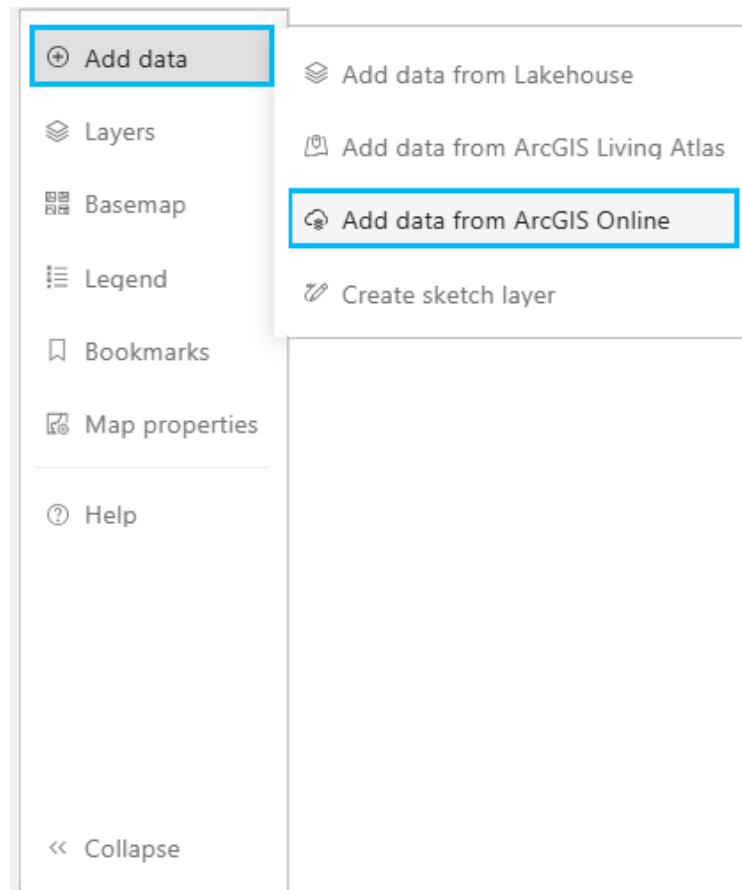 Add data
Add data from Lakehouse
Layers
Add data from ArcGIS Living Atlas
Basemap
Add data from ArcGIS Online
Legend
Create sketch layer
Bookmarks
Map properties
Help
Collapse